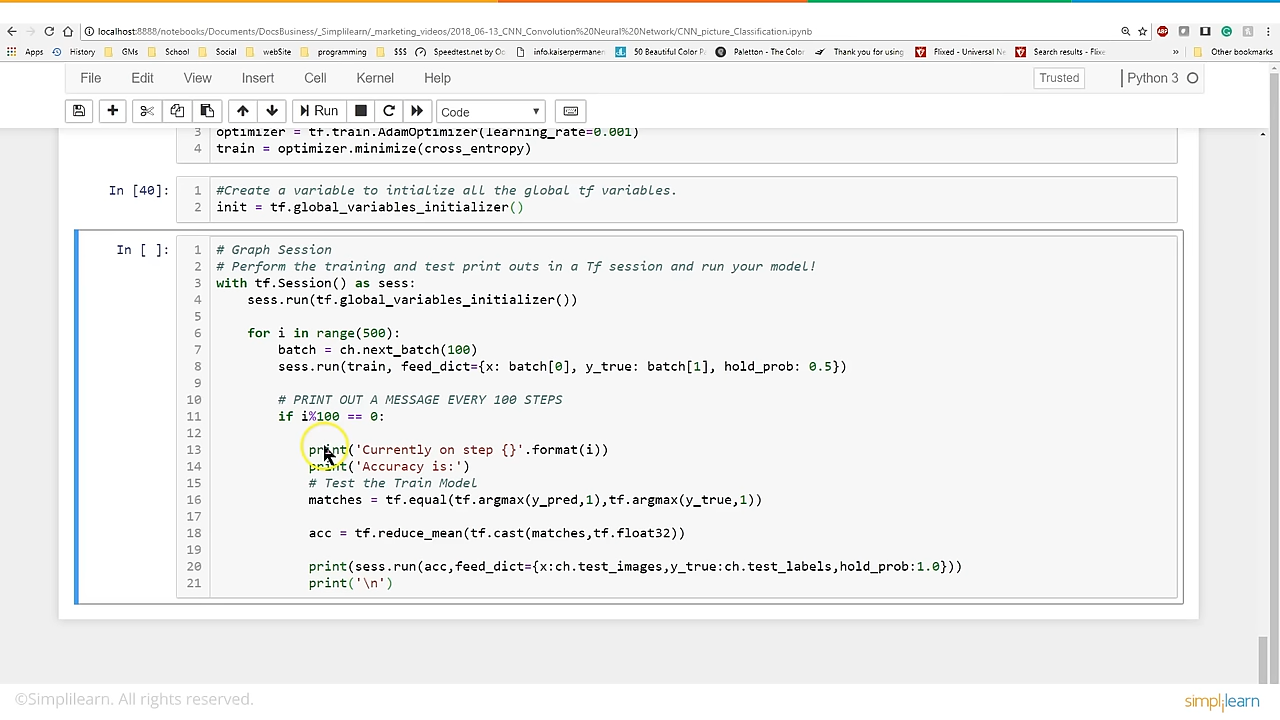 localhost:8888/notebooks/Documents/DocsBusiness/_Simplilearn/_marketing_videos/2018_06-13_CNN_Convolution%20Neural%20Network/CNN_picture_Classification.ipynb
Apps History GMs School Social webSite programming $$$ Speedtest.net by Oo info.kaiserpermanen 50 Beautiful Color P Paletton - The Color Thank you for using Flixed - Universal Ne Search results - Flixe » Other bookmarks
File Edit View Insert Cell Kernel Help Trusted Python 3
Run Code
3 optimizer = tf.train.AdamOptimizer(learning_rate=0.001)
4 train = optimizer.minimize(cross_entropy)
In [40]: 1 #Create a variable to intialize all the global tf variables.
2 init = tf.global_variables_initializer()
In [ ]: 1 # Graph Session
2 # Perform the training and test print outs in a Tf session and run your model!
3 with tf.Session() as sess:
4 sess.run(tf.global_variables_initializer())
5
6 for i in range(500):
7 batch = ch.next_batch(100)
8 sess.run(train, feed_dict={x: batch[0], y_true: batch[1], hold_prob: 0.5})
9
10 # PRINT OUT A MESSAGE EVERY 100 STEPS
11 if i%100 == 0:
12
13 print('Currently on step {}'.format(i))
14 print('Accuracy is:')
15 # Test the Train Model
16 matches = tf.equal(tf.argmax(y_pred,1),tf.argmax(y_true,1))
17
18 acc = tf.reduce_mean(tf.cast(matches,tf.float32))
19
20 print(sess.run(acc,feed_dict={x:ch.test_images,y_true:ch.test_labels,hold_prob:1.0}))
21 print('\n')
©Simplilearn. All rights reserved.
simplilearn